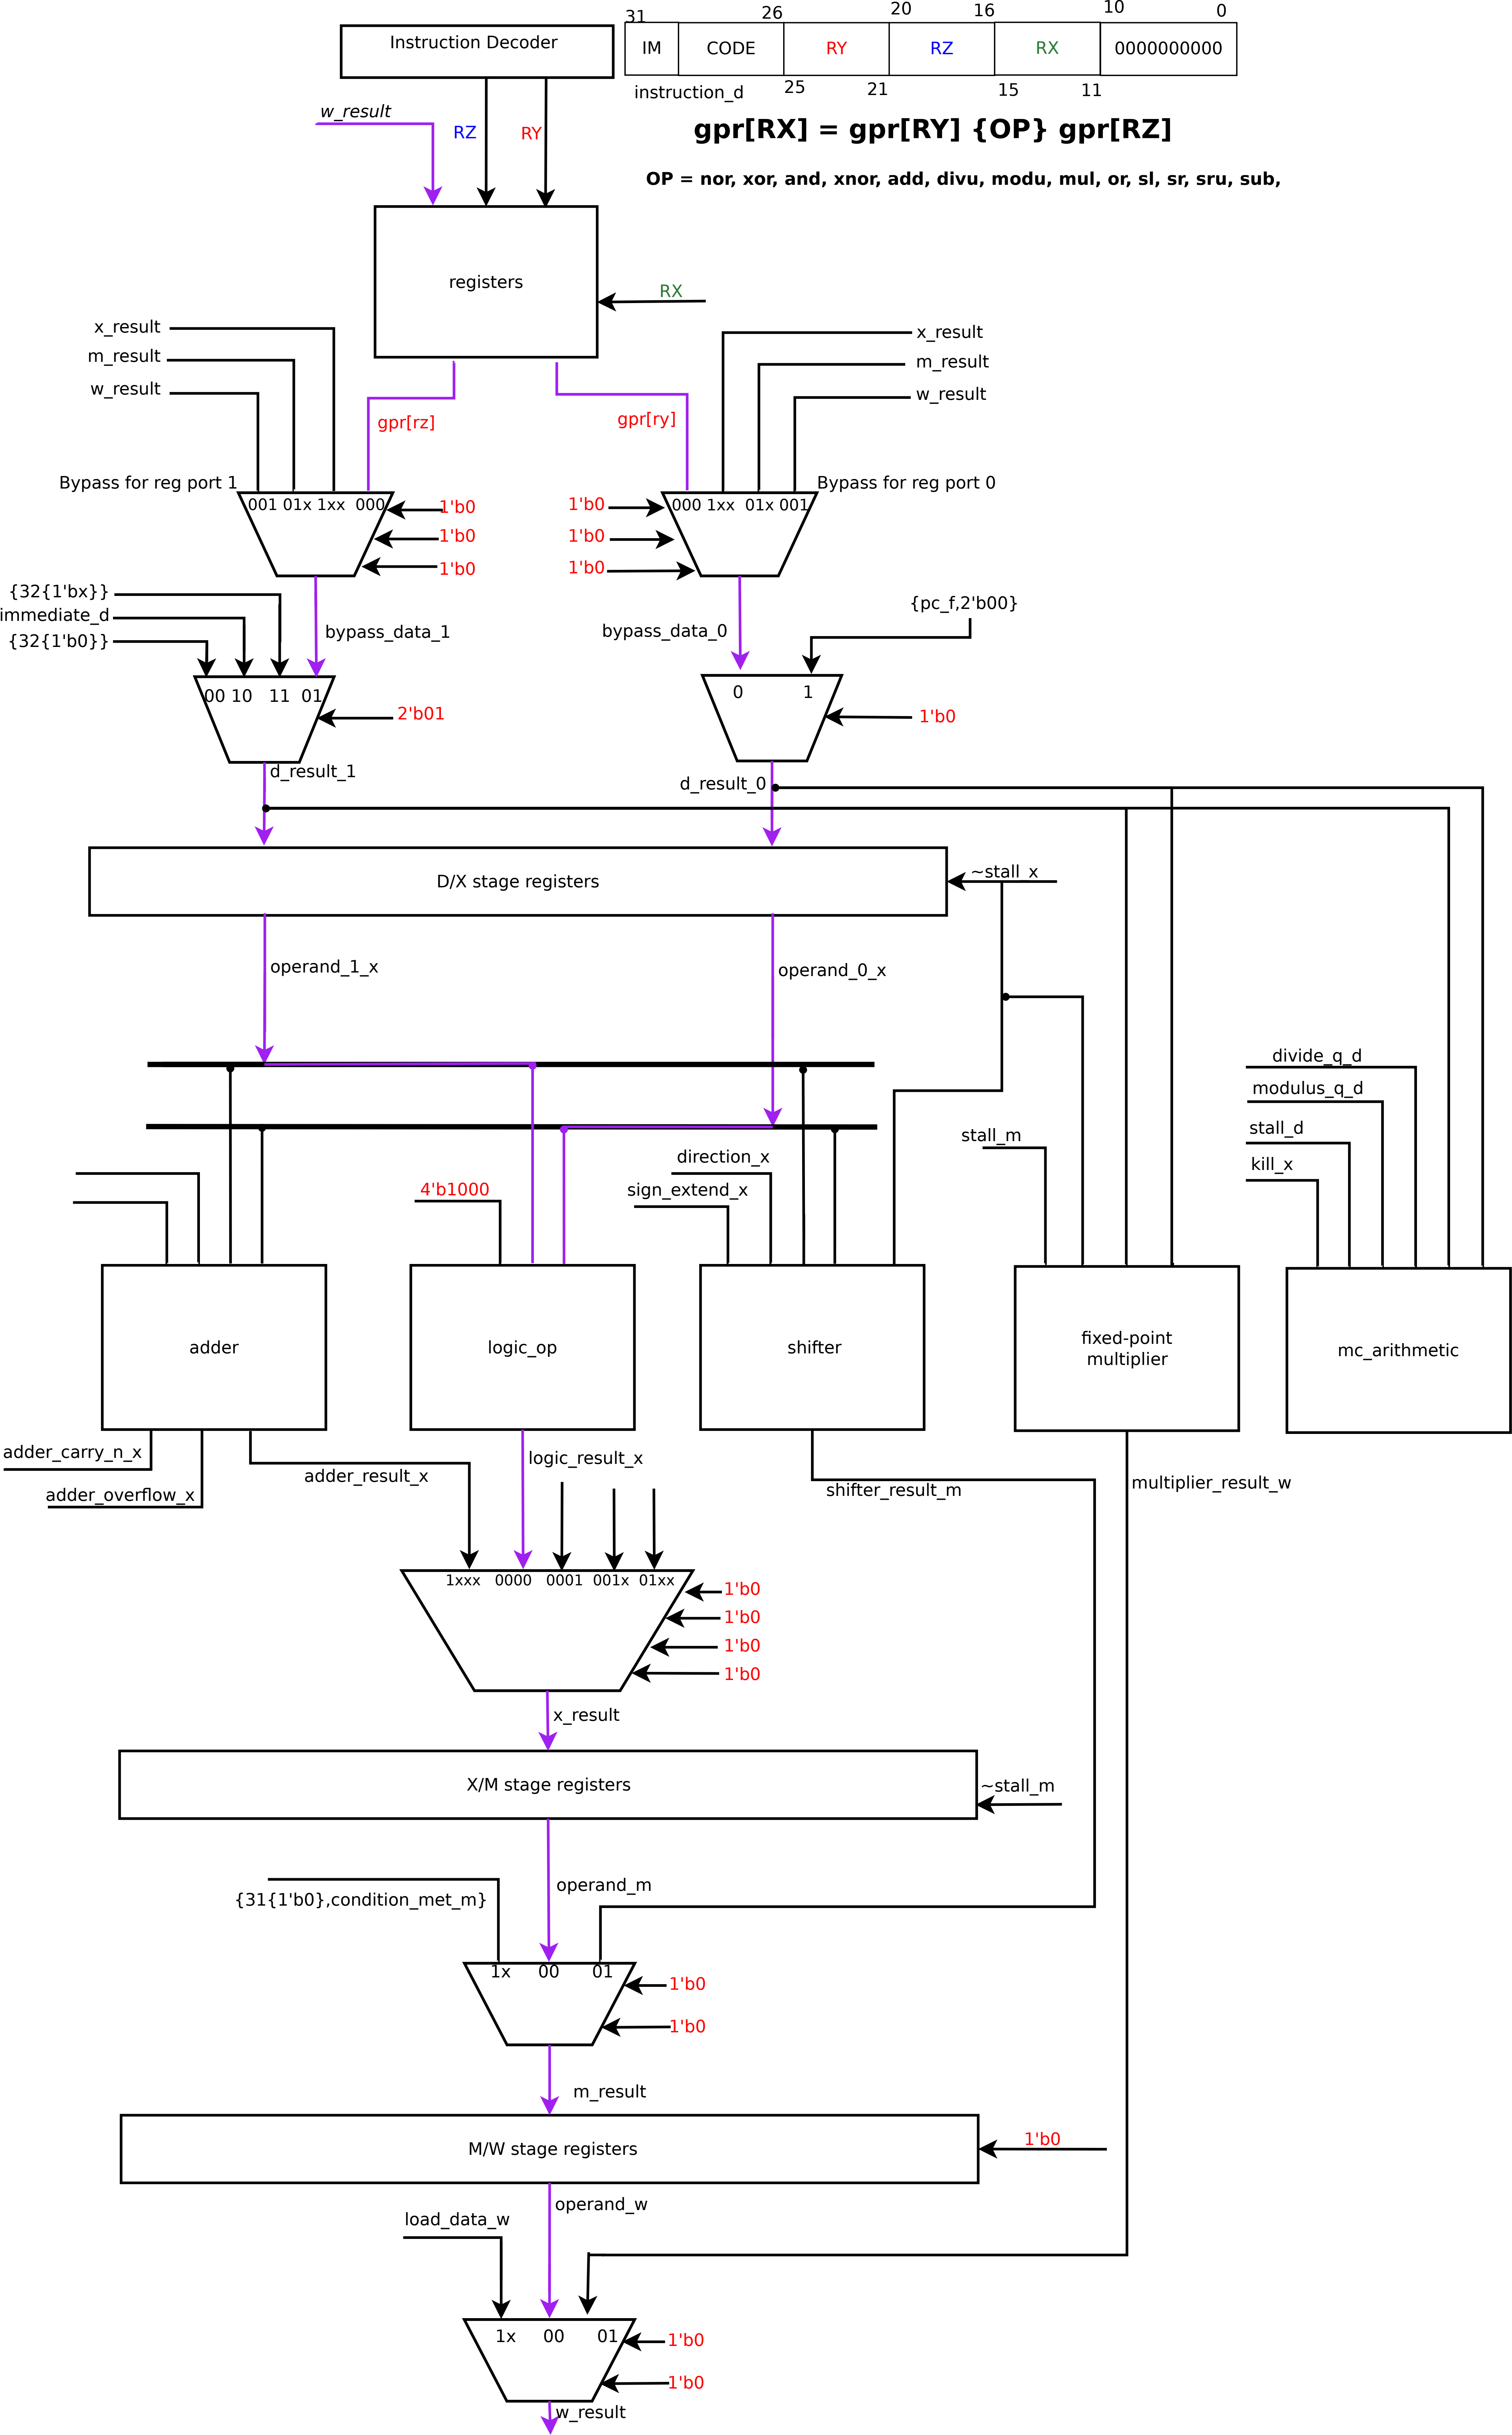 31 26 20 16 10 0
Instruction Decoder
IM CODE RY RZ RX 0000000000
instruction_d 25 21 15 11
w_result
RZ RY
gpr[RX] = gpr[RY] {OP} gpr[RZ]
OP = nor, xor, and, xnor, add, divu, modu, mul, or, sl, sr, sru, sub,
registers
RX
x_result x_result
m_result m_result
w_result w_result
gpr[rz] gpr[ry]
Bypass for reg port 1 Bypass for reg port 0
001 01x 1xx 000 1'b0 1'b0 000 1xx 01x 001
1'b0 1'b0
1'b0 1'b0
{32{1'bx}} {pc_f,2'b00}
immediate_d
{32{1'b0}} bypass_data_1 bypass_data_0
00 10 11 01 0 1
2'b01 1'b0
d_result_1 d_result_0
D/X stage registers ~stall_x
operand_1_x operand_0_x
divide_q_d
modulus_q_d
stall_m stall_d
direction_x kill_x
4'b1000 sign_extend_x
adder logic_op shifter fixed-point
multiplier mc_arithmetic
adder_carry_n_x logic_result_x
adder_result_x shifter_result_m multiplier_result_w
adder_overflow_x
1xxx 0000 0001 001x 01xx 1'b0
1'b0
1'b0
1'b0
x_result
X/M stage registers ~stall_m
{31{1'b0},condition_met_m} operand_m
1x 00 01 1'b0
1'b0
m_result
M/W stage registers 1'b0
operand_w
load_data_w
1x 00 01 1'b0
1'b0
w_result